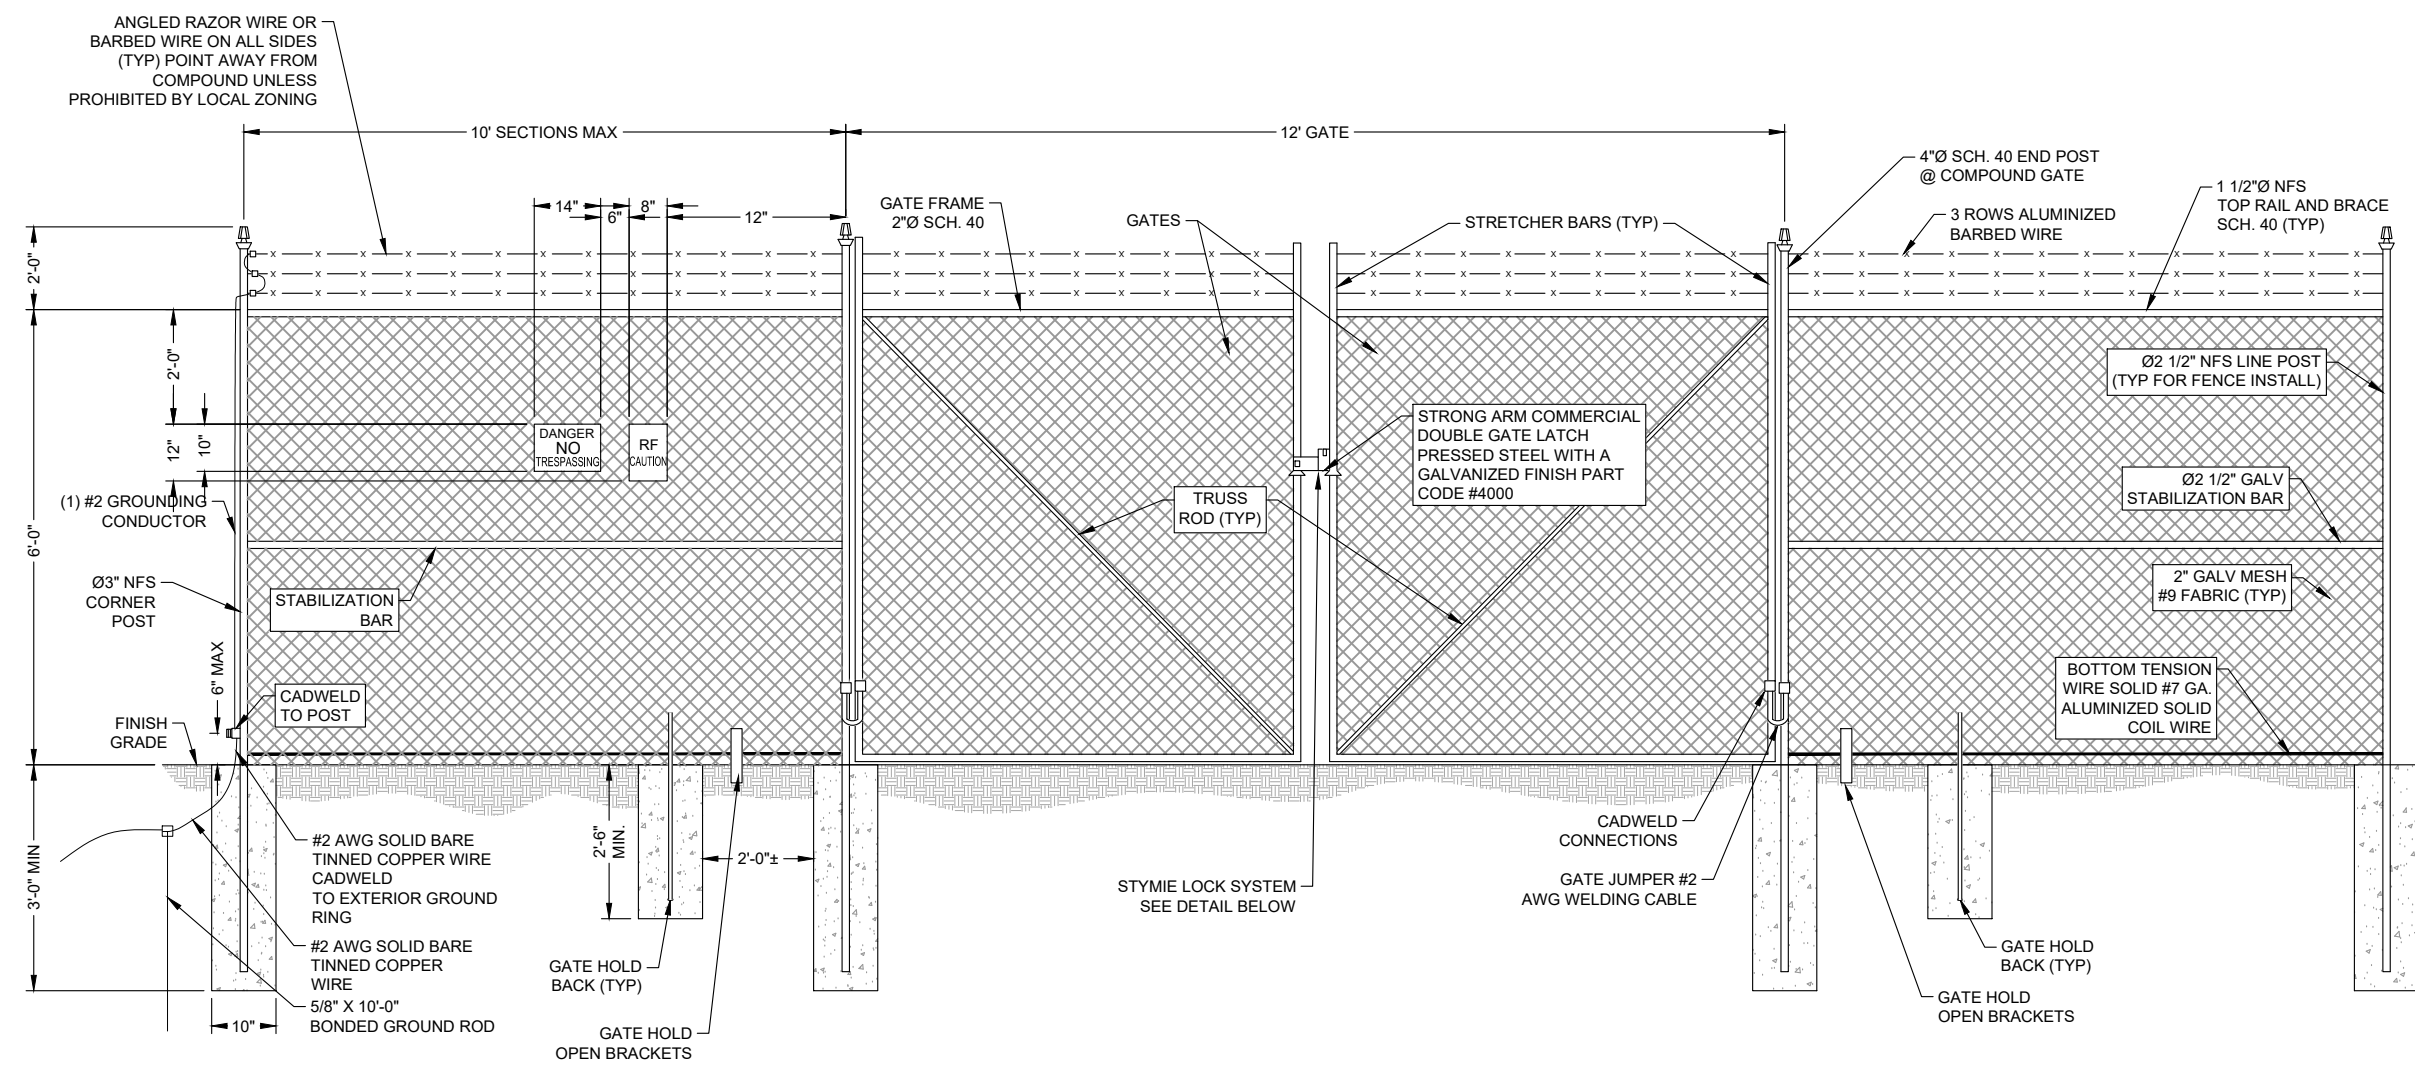 ANGLED RAZOR WIRE OR
BARBED WIRE ON ALL SIDES
(TYP) POINT AWAY FROM
COMPOUND UNLESS
PROHIBITED BY LOCAL ZONING
10' SECTIONS MAX
12' GATE
4"Ø SCH. 40 END POST
@ COMPOUND GATE
1 1/2"Ø NFS
TOP RAIL AND BRACE
SCH. 40 (TYP)
3 ROWS ALUMINIZED
BARBED WIRE
14"
6"
8"
12"
GATE FRAME
2"Ø SCH. 40
GATES
STRETCHER BARS (TYP)
2'-0"
2'-0"
12"
10"
6'-0"
DANGER
NO
TRESPASSING
RF
CAUTION
STRONG ARM COMMERCIAL
DOUBLE GATE LATCH
PRESSED STEEL WITH A
GALVANIZED FINISH PART
CODE #4000
Ø2 1/2" NFS LINE POST
(TYP FOR FENCE INSTALL)
(1) #2 GROUNDING
CONDUCTOR
TRUSS
ROD (TYP)
Ø2 1/2" GALV
STABILIZATION BAR
Ø3" NFS
CORNER
POST
STABILIZATION
BAR
2" GALV MESH
#9 FABRIC (TYP)
6" MAX
CADWELD
TO POST
FINISH
GRADE
BOTTOM TENSION
WIRE SOLID #7 GA.
ALUMINIZED SOLID
COIL WIRE
3'-0" MIN
#2 AWG SOLID BARE
TINNED COPPER WIRE
CADWELD
TO EXTERIOR GROUND
RING
2'-6"
MIN.
2'-0"±
CADWELD
CONNECTIONS
STYMIE LOCK SYSTEM
SEE DETAIL BELOW
GATE JUMPER #2
AWG WELDING CABLE
#2 AWG SOLID BARE
TINNED COPPER
WIRE
5/8" X 10'-0"
BONDED GROUND ROD
10"
GATE HOLD
BACK (TYP)
GATE HOLD
OPEN BRACKETS
GATE HOLD
BACK (TYP)
GATE HOLD
OPEN BRACKETS